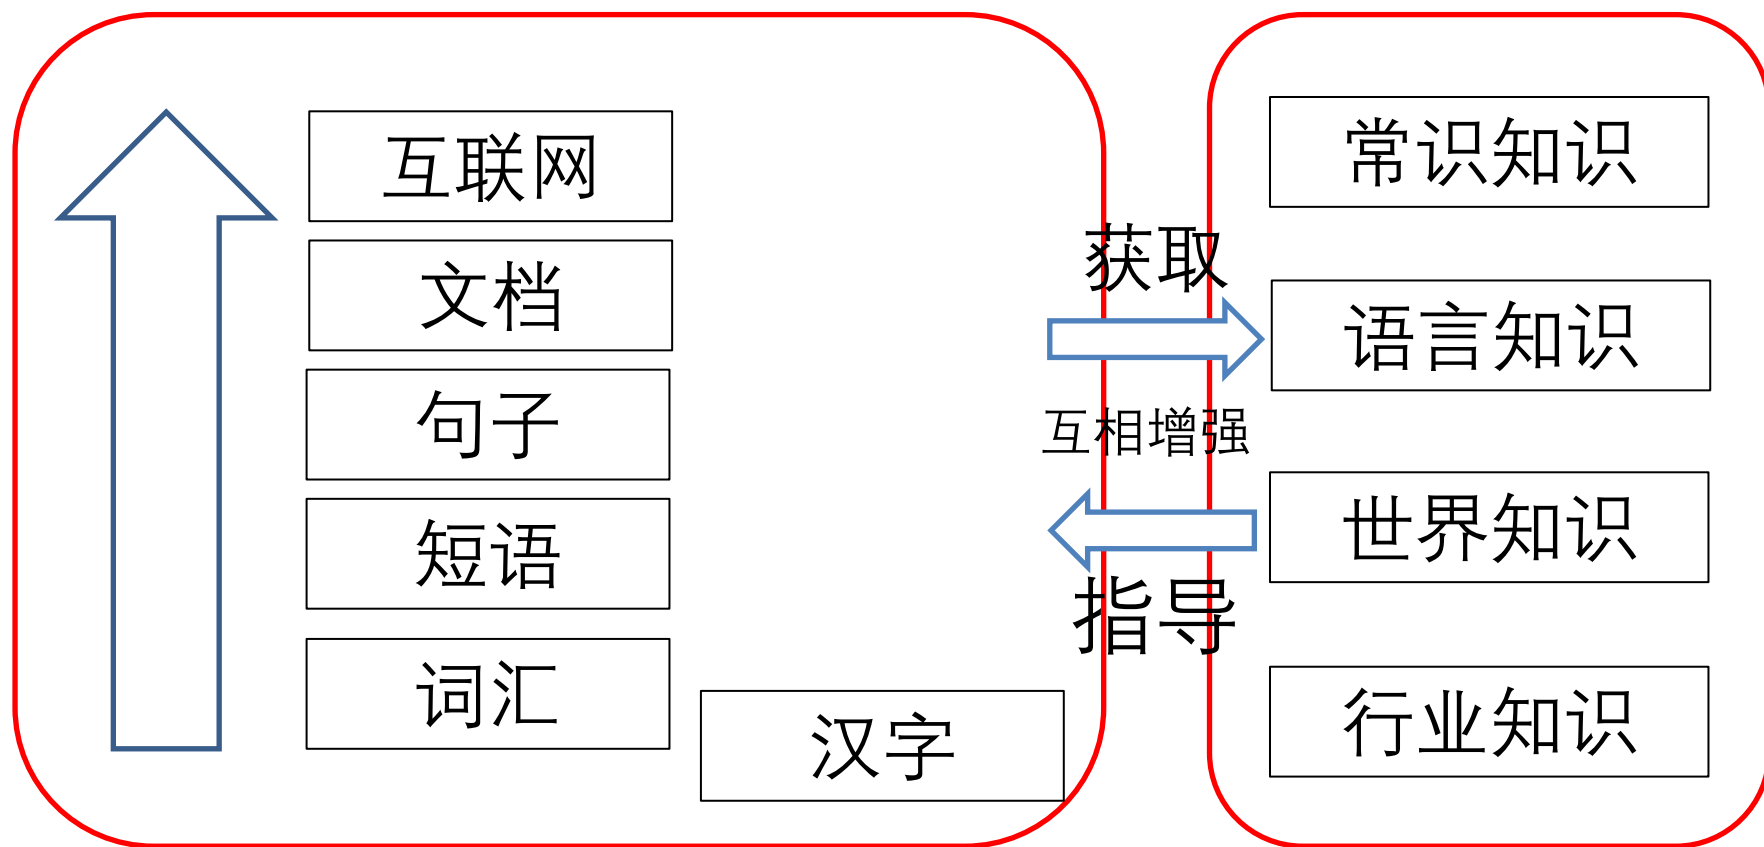 互联网
文档
句子
短语
词汇
汉字
获取
互相增强
指导
常识知识
语言知识
世界知识
行业知识